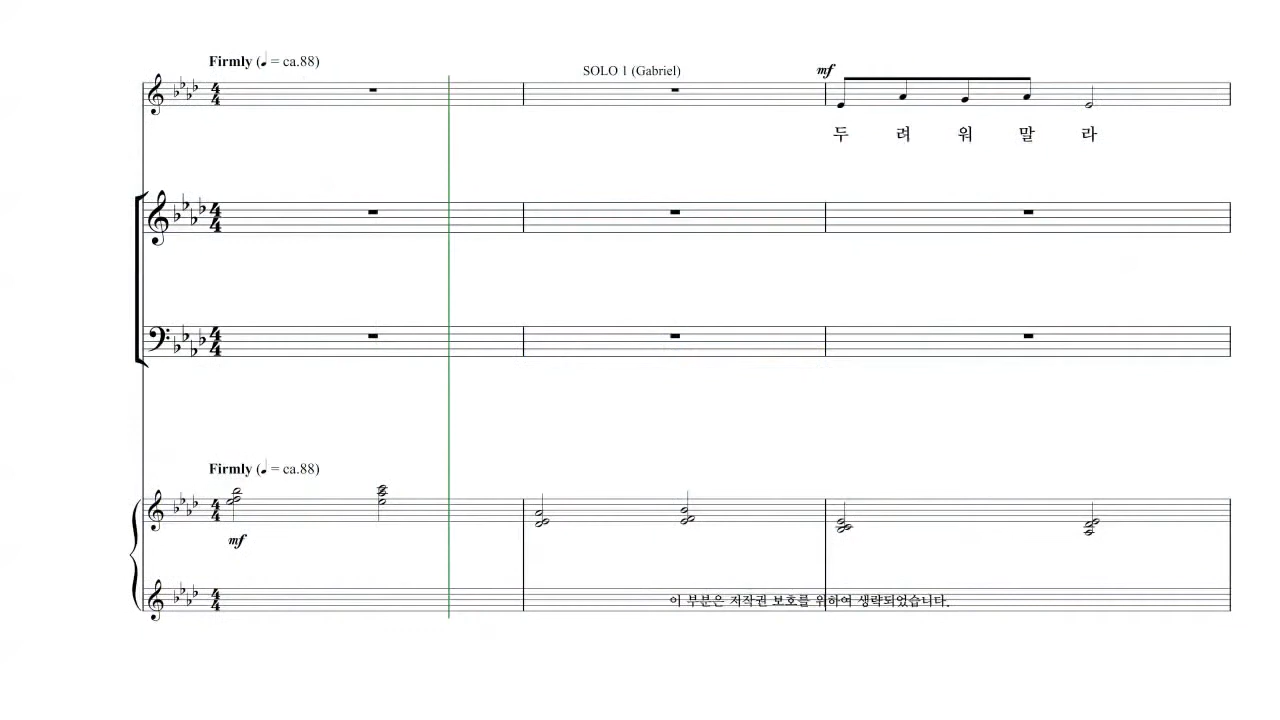 Firmly (♩ = ca.88)
SOLO 1 (Gabriel)
mf
두 려 워 말 라
Firmly (♩ = ca.88)
mf
이 부분은 저작권 보호를 위하여 생략되었습니다.